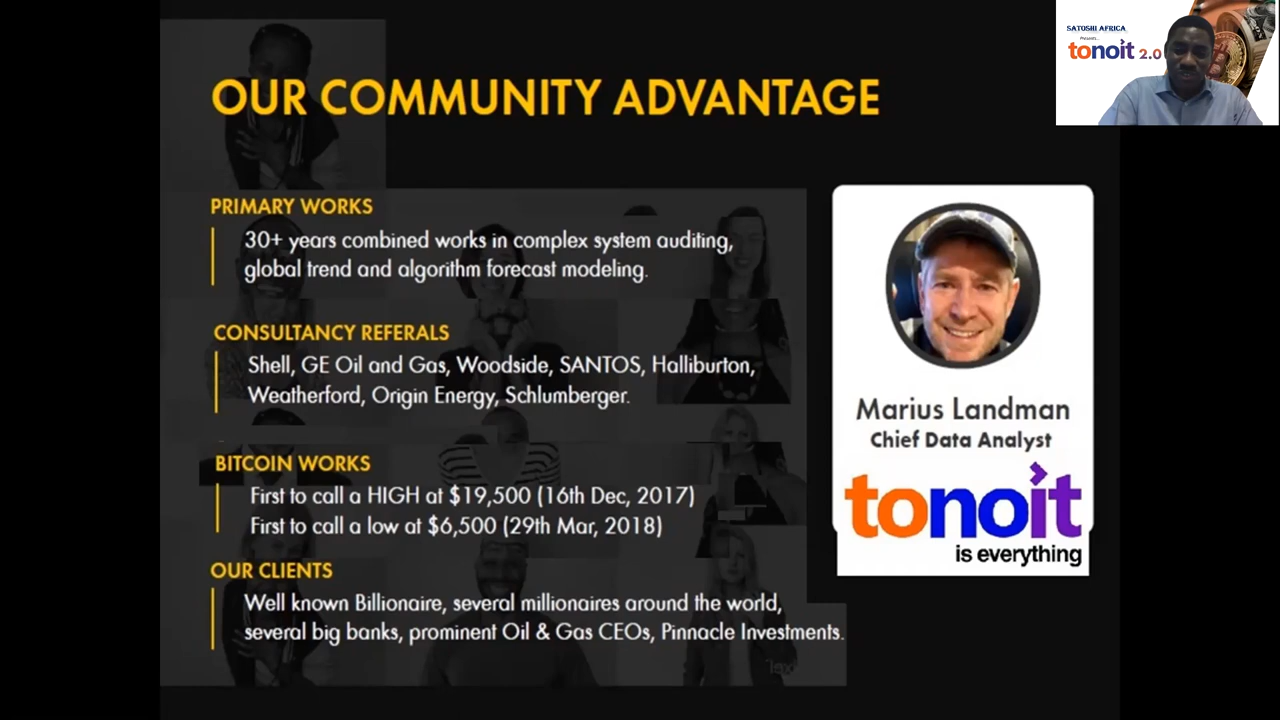 OUR COMMUNITY ADVANTAGE
PRIMARY WORKS
30+ years combined works in complex system auditing,
global trend and algorithm forecast modeling.
CONSULTANCY REFERALS
Shell, GE Oil and Gas, Woodside, SANTOS, Halliburton,
Weatherford, Origin Energy, Schlumberger.
BITCOIN WORKS
First to call a HIGH at $19,500 (16th Dec, 2017)
First to call a low at $6,500 (29th Mar, 2018)
OUR CLIENTS
Well known Billionaire, several millionaires around the world,
several big banks, prominent Oil & Gas CEOs, Pinnacle Investments.
Marius Landman
Chief Data Analyst
tonoit
is everything
SATOSHI AFRICA
Presents...
tonoit 2.0